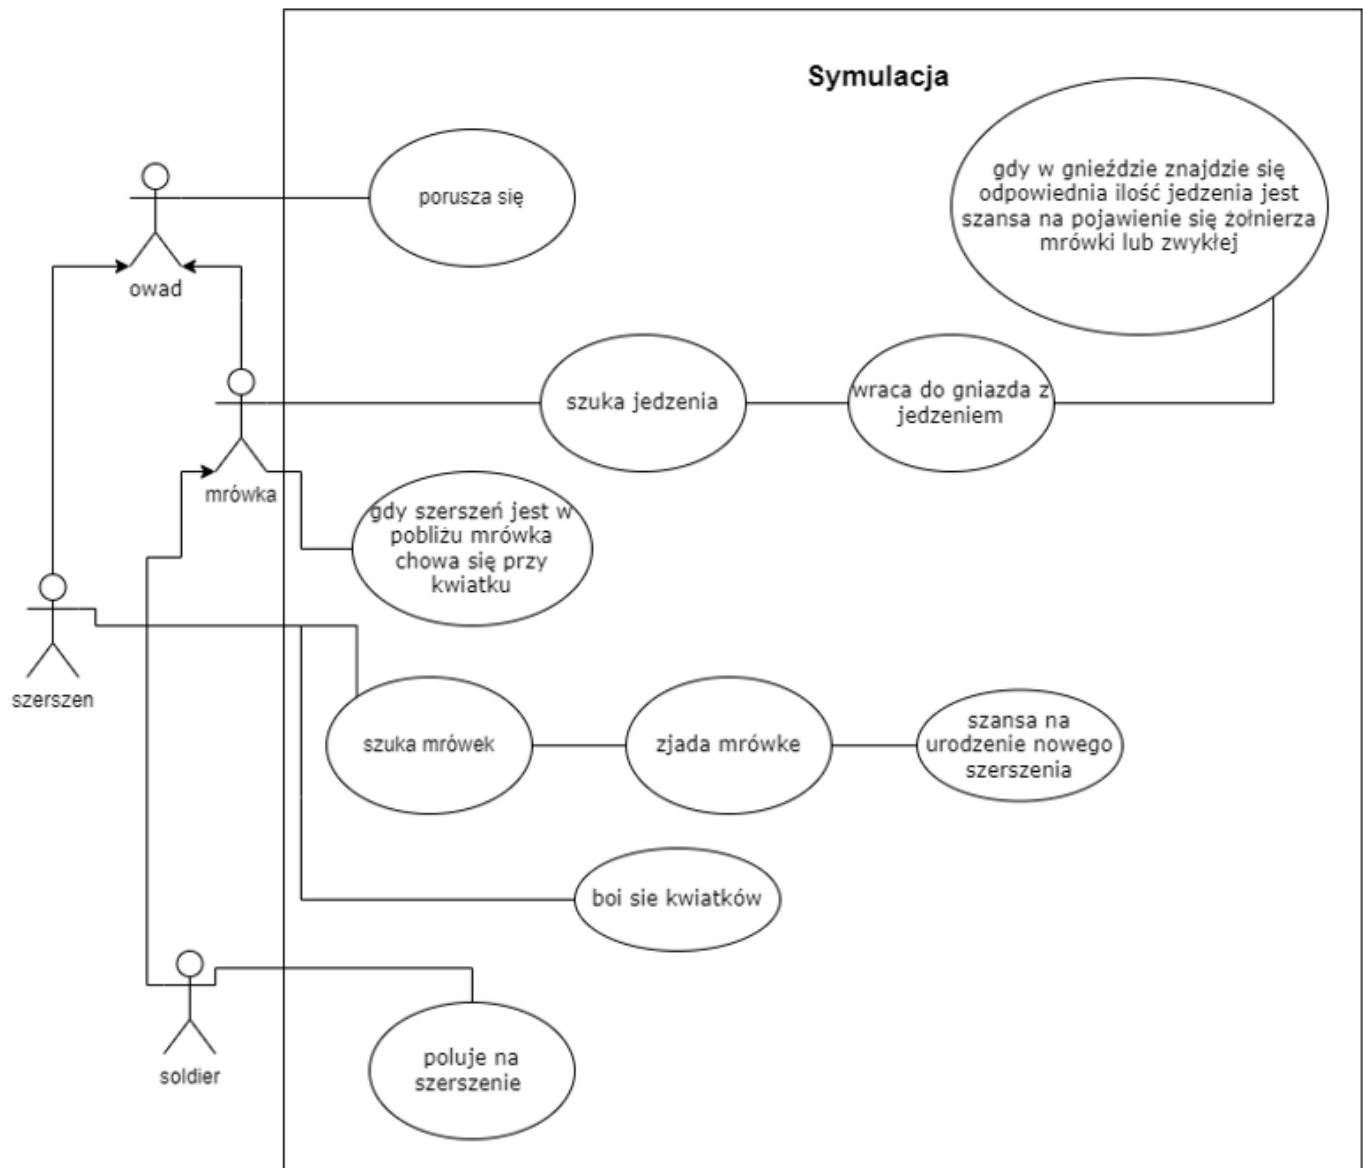 Symulacja
gdy w gnieździe znajdzie się
odpowiednia ilość jedzenia jest
szansa na pojawienie się żołnierza
mrówki lub zwykłej
porusza się
owad
szuka jedzenia
wraca do gniazda z
jedzeniem
mrówka
gdy szerszeń jest w
pobliżu mrówka
chowa się przy
kwiatku
szerszen
szuka mrówek
zjada mrówke
szansa na
urodzenie nowego
szerszenia
boi sie kwiatków
soldier
poluje na
szerszenie